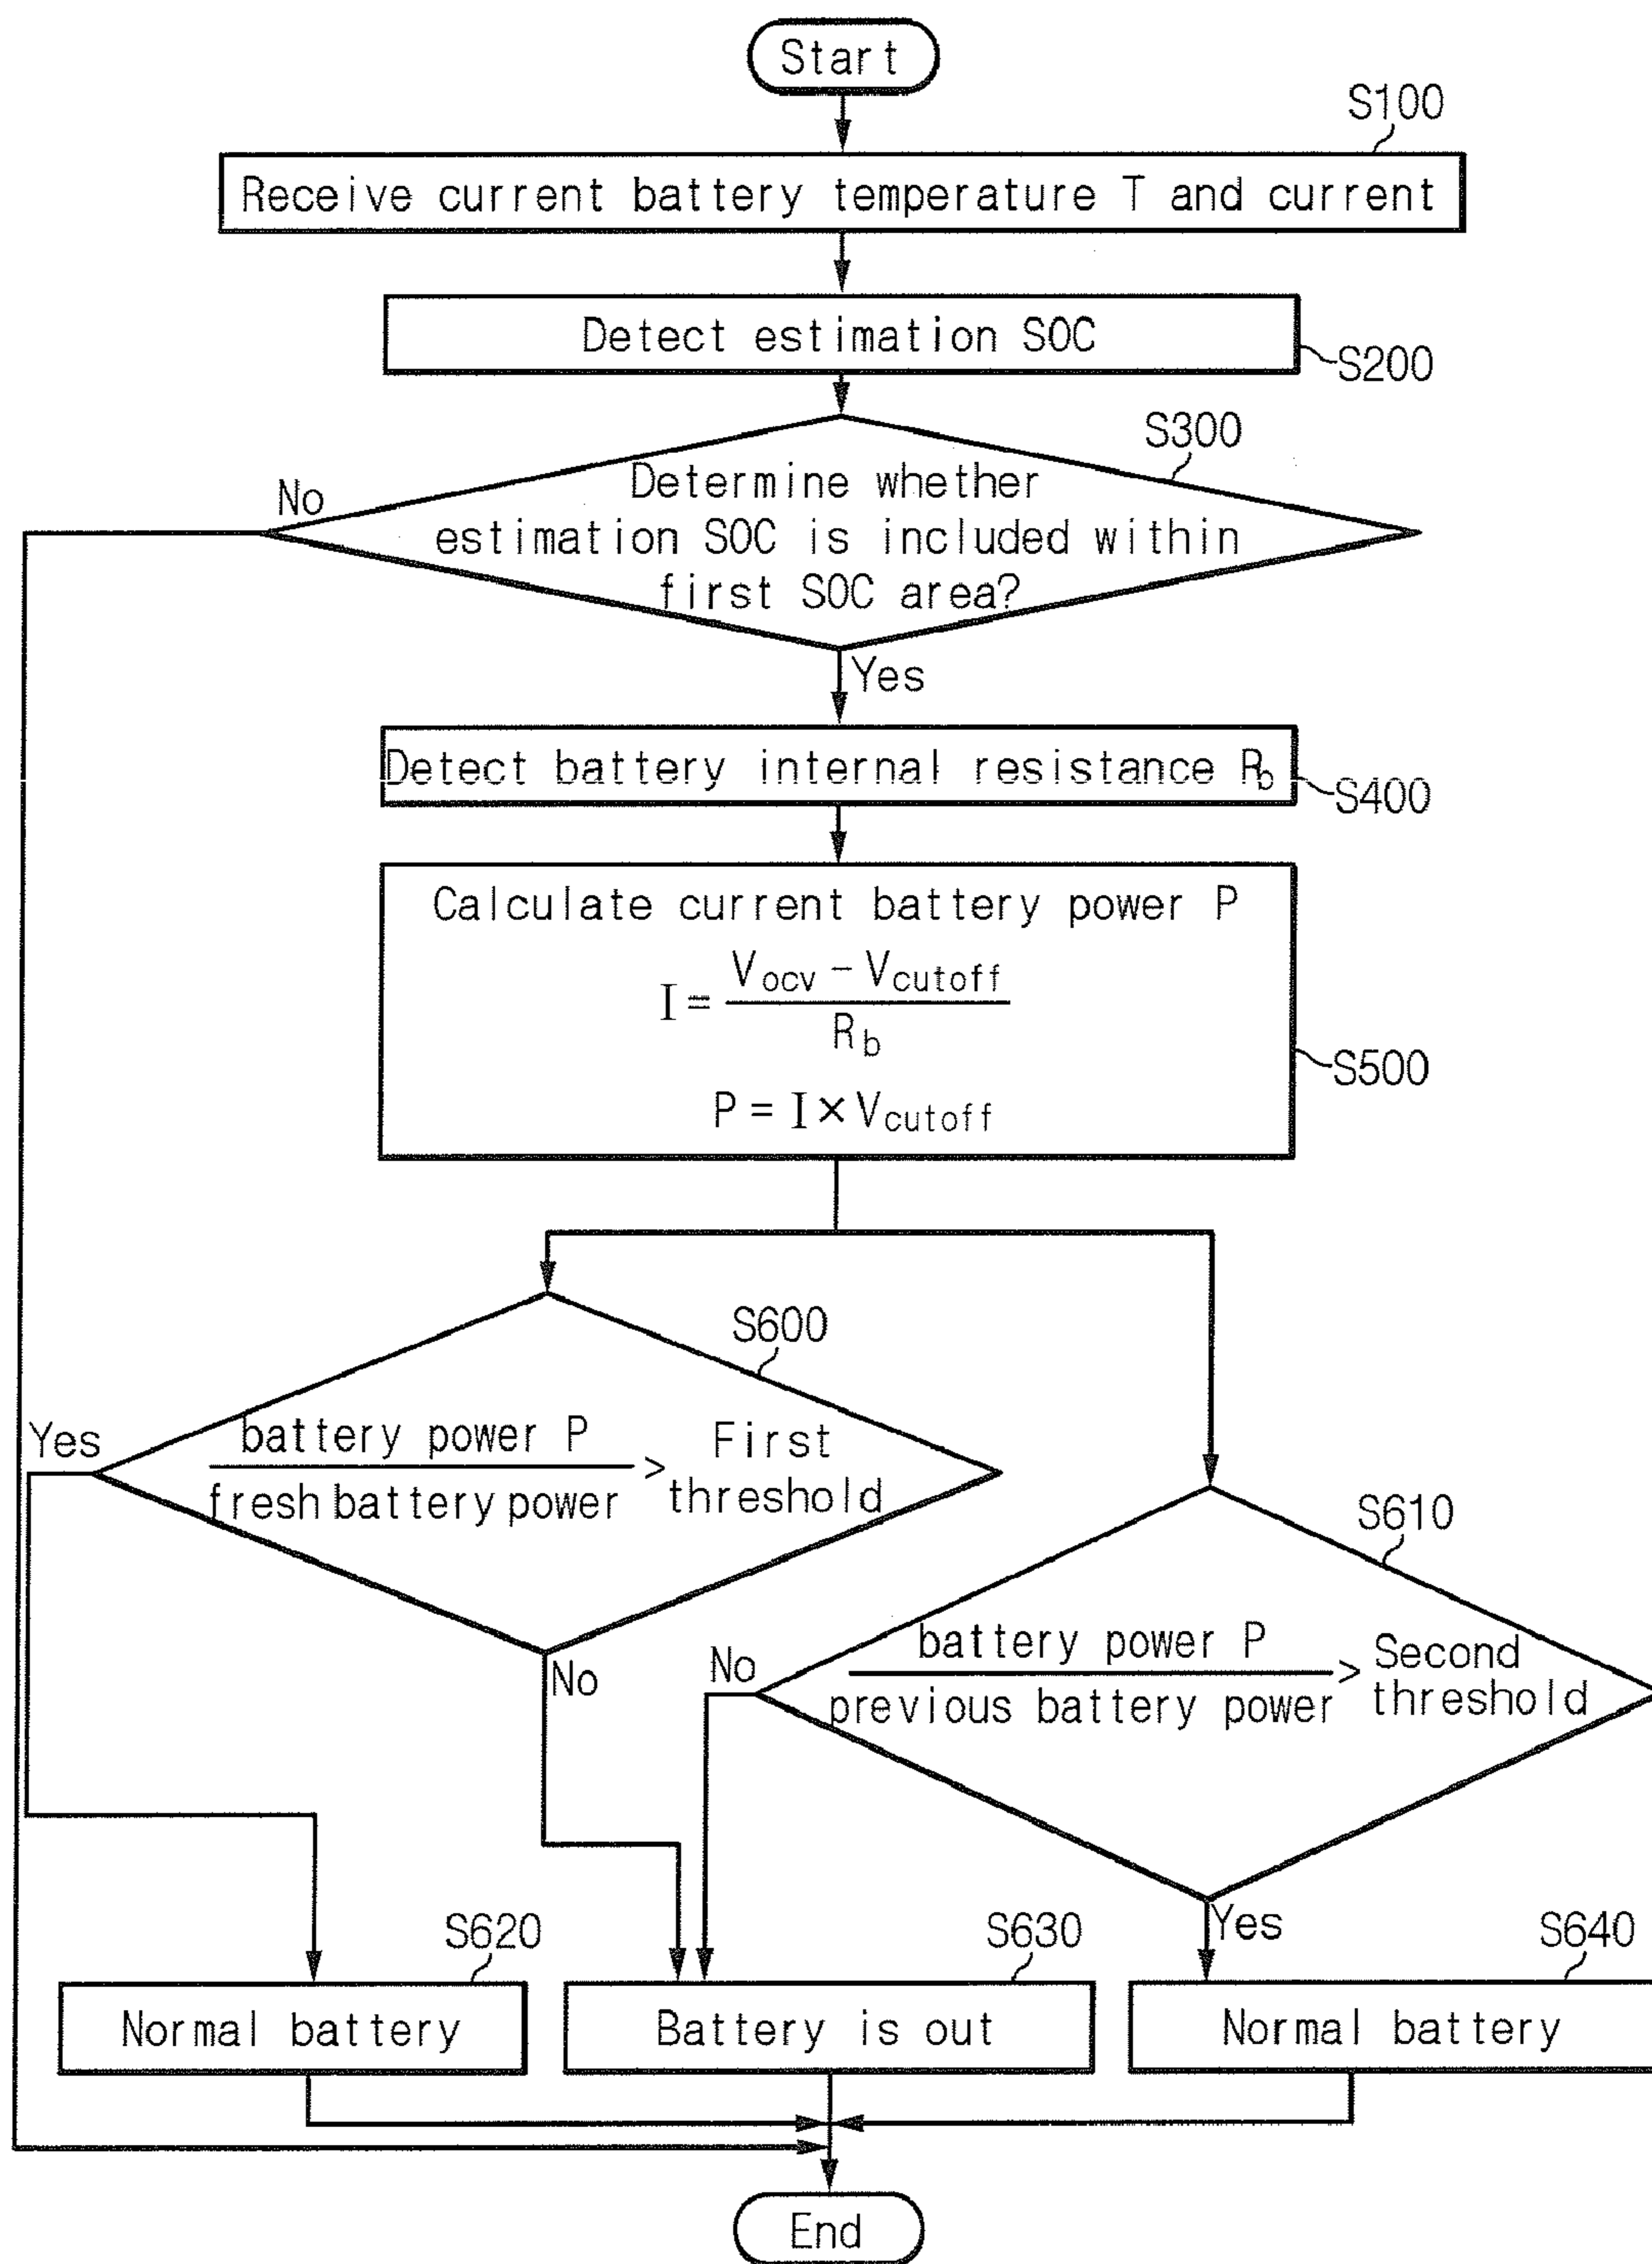 Start
S100
Receive current battery temperature T and current
Detect estimation SOC
S200
S300
No
Determine whether
estimation SOC is included within
first SOC area?
Yes
Detect battery internal resistance Rb
S400
Calculate current battery power P
I = Vocv - Vcutoff / Rb
P = I × Vcutoff
S500
S600
Yes
battery power P / fresh battery power > First threshold
No
S610
No
battery power P / previous battery power > Second threshold
Yes
S620
Normal battery
S630
Battery is out
S640
Normal battery
End